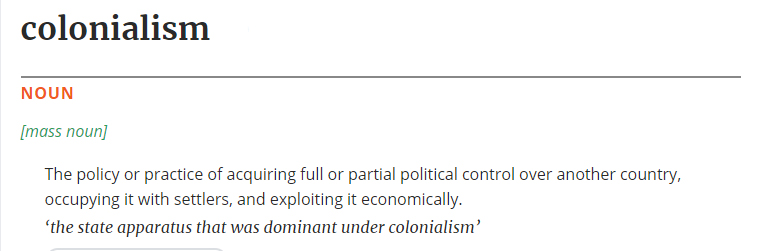 colonialism
NOUN
[mass noun]
The policy or practice of acquiring full or partial political control over another country,
occupying it with settlers, and exploiting it economically.
‘the state apparatus that was dominant under colonialism’